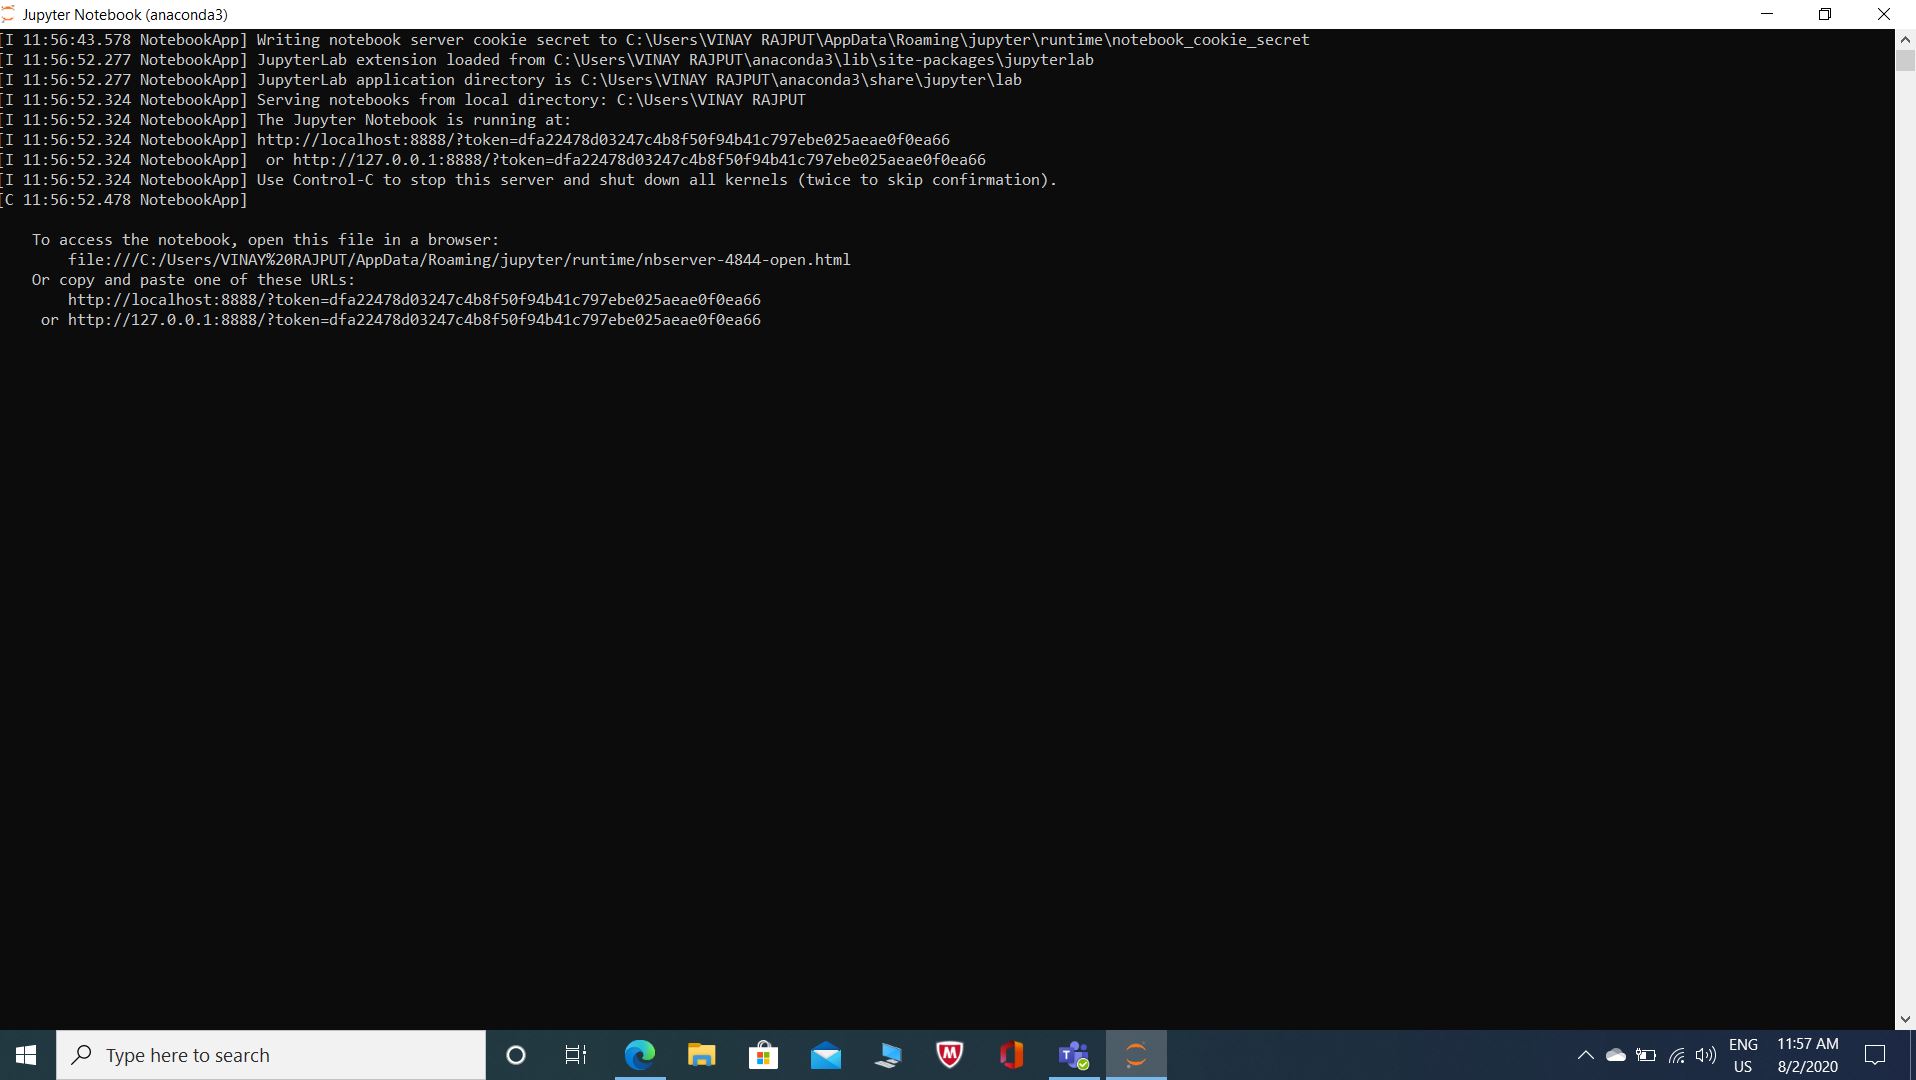 Jupyter Notebook (anaconda3)
[I 11:56:43.578 NotebookApp] Writing notebook server cookie secret to C:\Users\VINAY RAJPUT\AppData\Roaming\jupyter\runtime\notebook_cookie_secret
[I 11:56:52.277 NotebookApp] JupyterLab extension loaded from C:\Users\VINAY RAJPUT\anaconda3\lib\site-packages\jupyterlab
[I 11:56:52.277 NotebookApp] JupyterLab application directory is C:\Users\VINAY RAJPUT\anaconda3\share\jupyter\lab
[I 11:56:52.324 NotebookApp] Serving notebooks from local directory: C:\Users\VINAY RAJPUT
[I 11:56:52.324 NotebookApp] The Jupyter Notebook is running at:
[I 11:56:52.324 NotebookApp] http://localhost:8888/?token=dfa22478d03247c4b8f50f94b41c797ebe025aeae0f0ea66
[I 11:56:52.324 NotebookApp]  or http://127.0.0.1:8888/?token=dfa22478d03247c4b8f50f94b41c797ebe025aeae0f0ea66
[I 11:56:52.324 NotebookApp] Use Control-C to stop this server and shut down all kernels (twice to skip confirmation).
[C 11:56:52.478 NotebookApp]
To access the notebook, open this file in a browser:
file:///C:/Users/VINAY%20RAJPUT/AppData/Roaming/jupyter/runtime/nbserver-4844-open.html
Or copy and paste one of these URLs:
http://localhost:8888/?token=dfa22478d03247c4b8f50f94b41c797ebe025aeae0f0ea66
or http://127.0.0.1:8888/?token=dfa22478d03247c4b8f50f94b41c797ebe025aeae0f0ea66
Type here to search
ENG
US
11:57 AM
8/2/2020